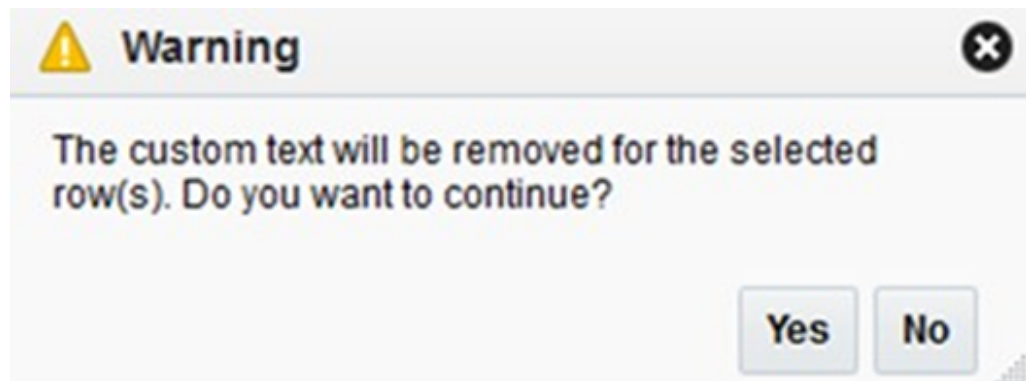 Warning
The custom text will be removed for the selected
row(s). Do you want to continue?
Yes No